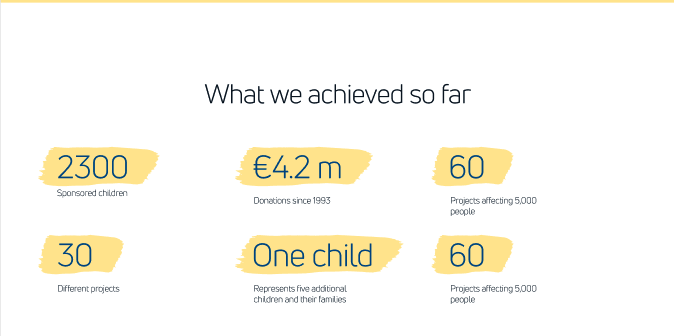 What we achieved so far
2300
Sponsored children
€4.2 m
Donations since 1993
60
Projects affecting 5,000
people
30
Different projects
One child
Represents five additional
children and their families
60
Projects affecting 5,000
people